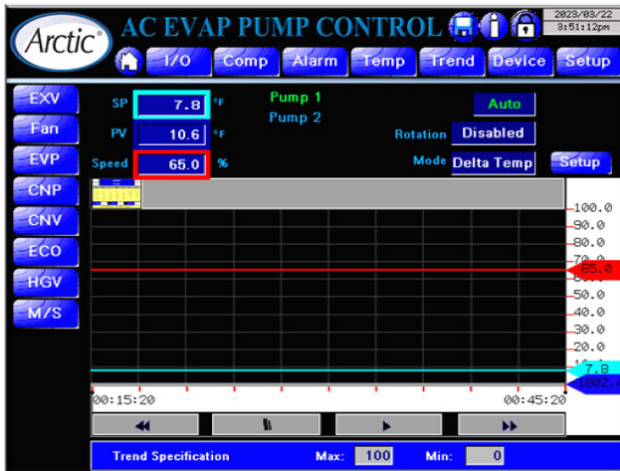 Arctic
AC EVAP PUMP CONTROL
2023/03/22
3:51:12pm
I/O Comp Alarm Temp Trend Device Setup
EXV
Fan
EVP
CNP
CNV
ECO
HGV
M/S
SP 7.8 °F Pump 1 Auto
PV 10.6 °F Pump 2 Rotation Disabled
Speed 65.0 % Mode Delta Temp Setup
100.0
90.0
80.0
65.0
50.0
40.0
30.0
20.0
7.8
00:15:20 00:45:20
Trend Specification Max: 100 Min: 0